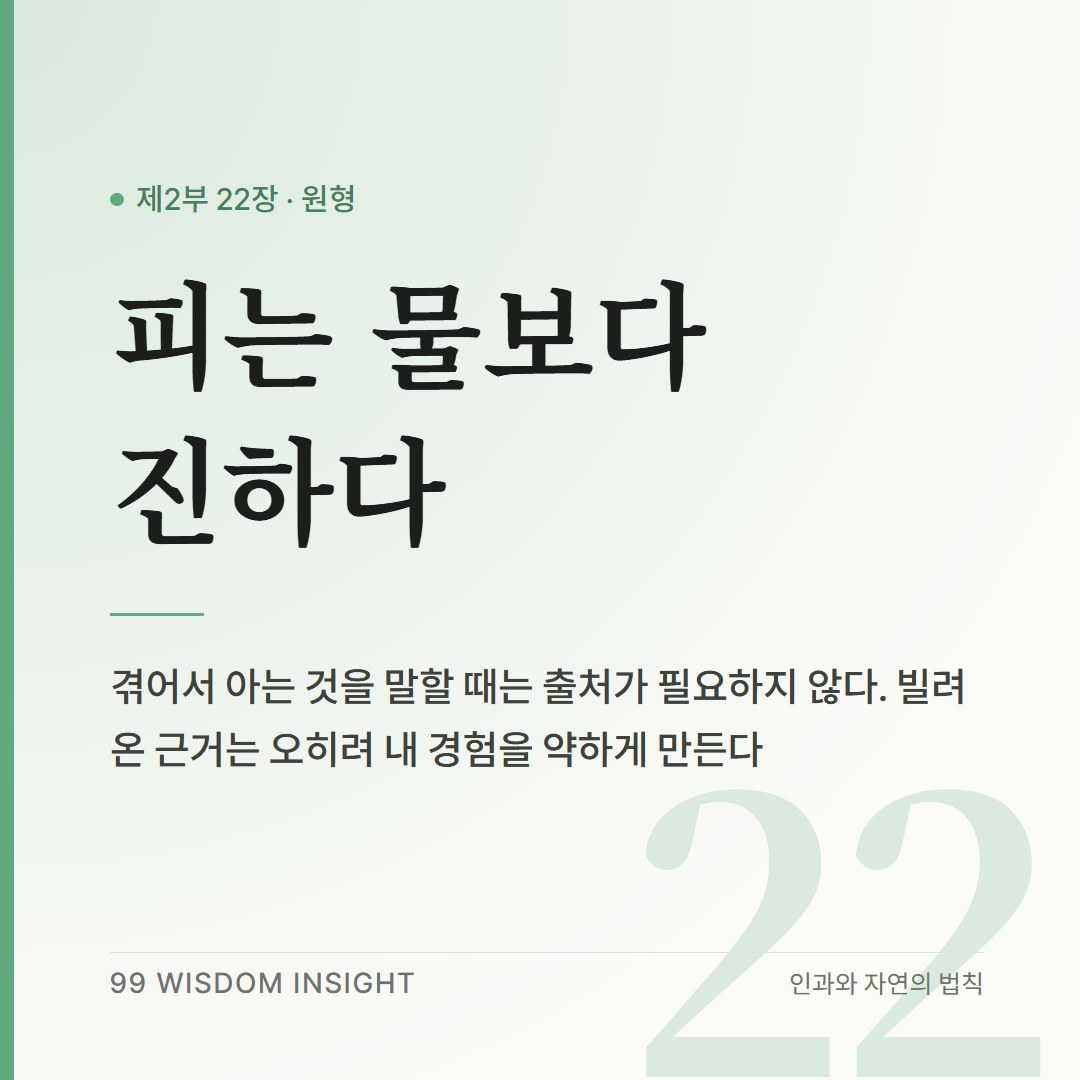 제2부 22장 · 원형
피는 물보다
진하다
겪어서 아는 것을 말할 때는 출처가 필요하지 않다. 빌려
온 근거는 오히려 내 경험을 약하게 만든다
22
99 WISDOM INSIGHT
인과와 자연의 법칙